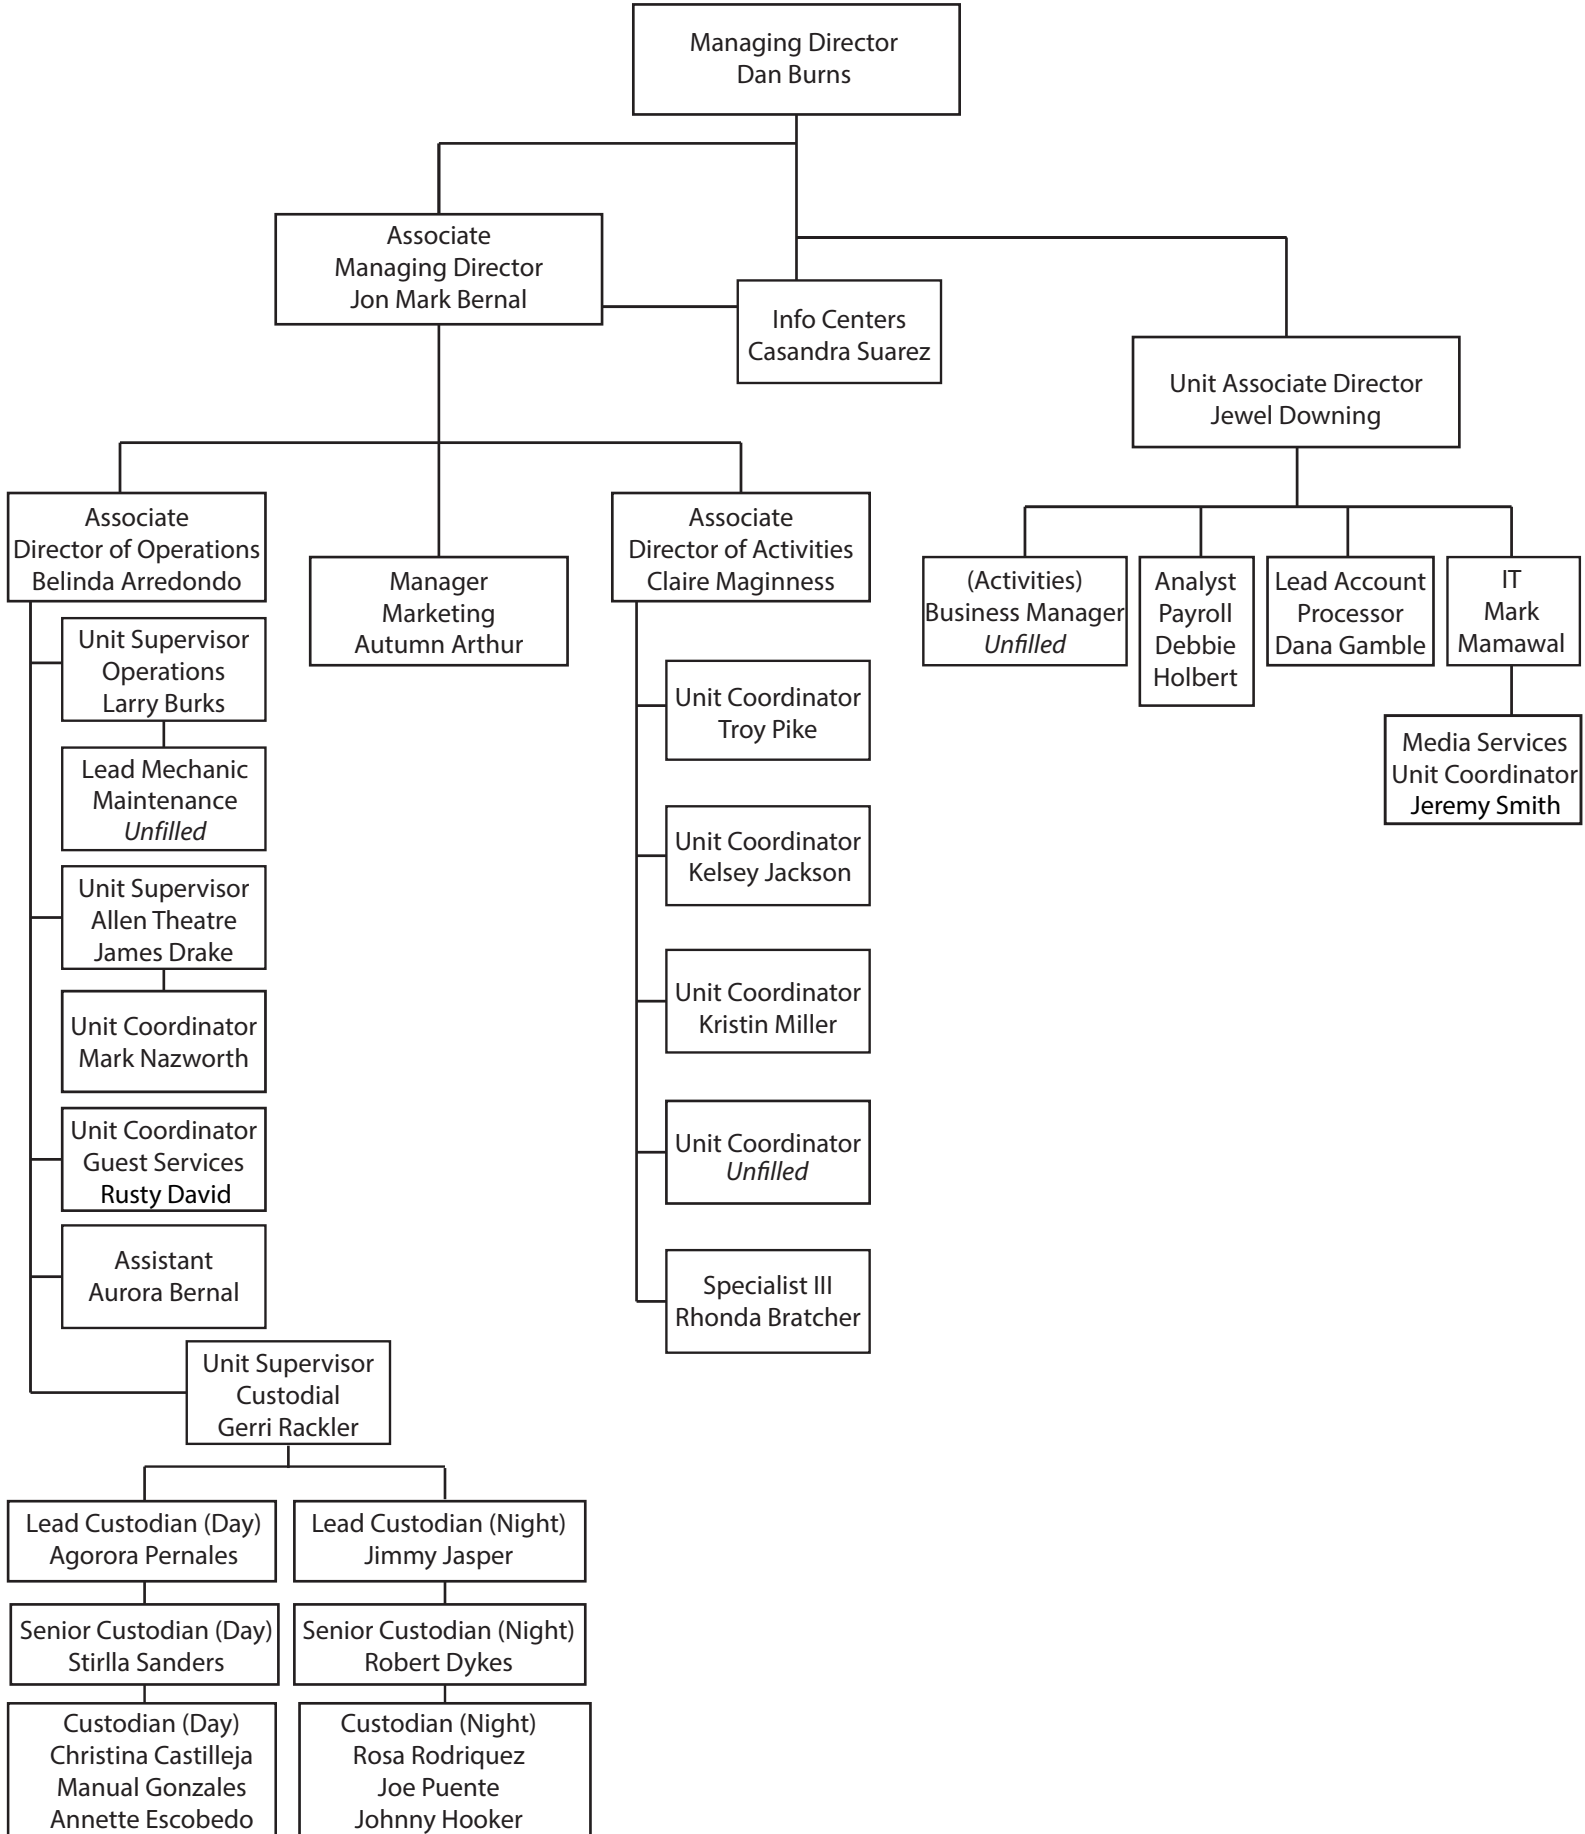 Managing Director
Dan Burns
Associate
Managing Director
Jon Mark Bernal
Info Centers
Casandra Suarez
Unit Associate Director
Jewel Downing
Associate
Director of Operations
Belinda Arredondo
Manager
Marketing
Autumn Arthur
Associate
Director of Activities
Claire Maginness
(Activities)
Business Manager
Unfilled
Analyst
Payroll
Debbie
Holbert
Lead Account
Processor
Dana Gamble
IT
Mark
Mamawal
Media Services
Unit Coordinator
Jeremy Smith
Unit Supervisor
Operations
Larry Burks
Lead Mechanic
Maintenance
Unfilled
Unit Supervisor
Allen Theatre
James Drake
Unit Coordinator
Mark Nazworth
Unit Coordinator
Guest Services
Rusty David
Assistant
Aurora Bernal
Unit Coordinator
Troy Pike
Unit Coordinator
Kelsey Jackson
Unit Coordinator
Kristin Miller
Unit Coordinator
Unfilled
Specialist III
Rhonda Bratcher
Unit Supervisor
Custodial
Gerri Rackler
Lead Custodian (Day)
Agorora Pernales
Lead Custodian (Night)
Jimmy Jasper
Senior Custodian (Day)
Stirlla Sanders
Senior Custodian (Night)
Robert Dykes
Custodian (Day)
Christina Castilleja
Manual Gonzales
Annette Escobedo
Custodian (Night)
Rosa Rodriquez
Joe Puente
Johnny Hooker